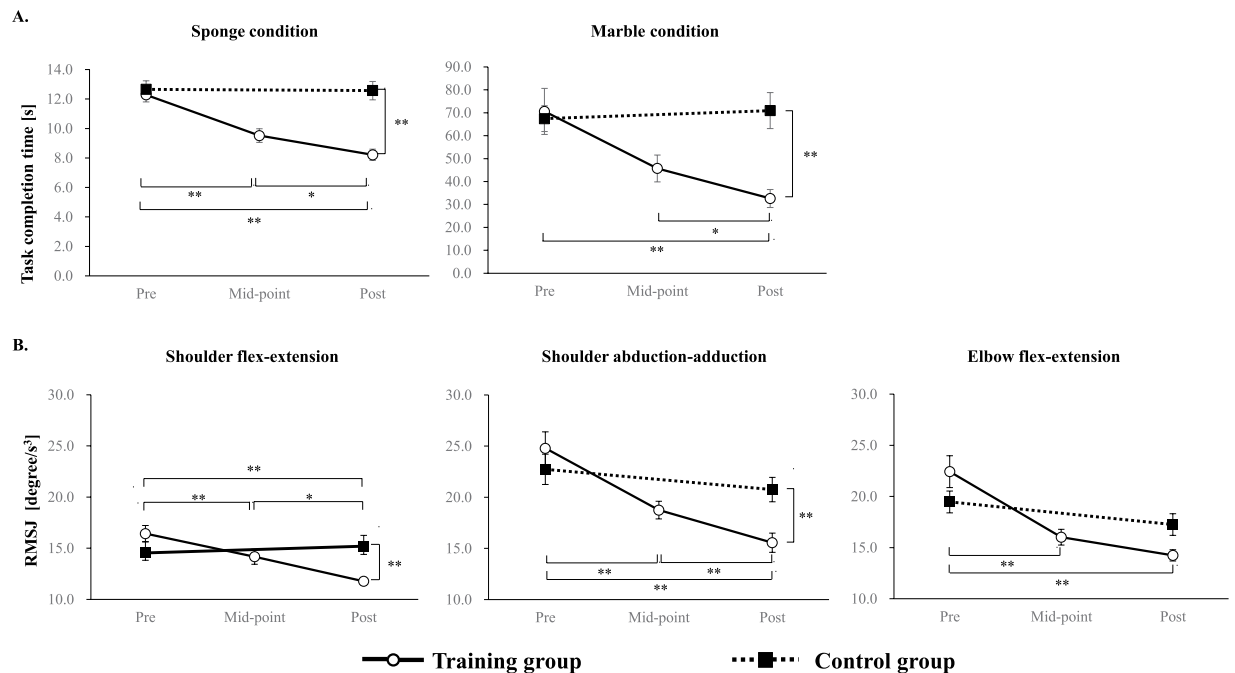 A.
Sponge condition
Marble condition
Task completion time [s]
14.0
12.0
10.0
8.0
6.0
4.0
2.0
0.0
**
**
*
**
Pre
Mid-point
Post
90.0
80.0
70.0
60.0
50.0
40.0
30.0
20.0
10.0
0.0
**
*
**
Pre
Mid-point
Post
B.
Shoulder flex-extension
Shoulder abduction-adduction
Elbow flex-extension
RMSJ [degree/s³]
30.0
25.0
20.0
15.0
10.0
**
**
*
**
Pre
Mid-point
Post
30.0
25.0
20.0
15.0
10.0
**
**
**
**
Pre
Mid-point
Post
30.0
25.0
20.0
15.0
10.0
**
**
Pre
Mid-point
Post
Training group
Control group